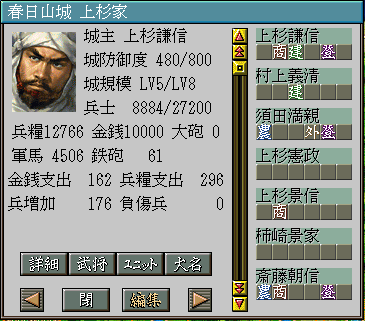 春日山城 上杉家
城主 上杉謙信
城防御度 480/800
城規模 LV5/LV8
兵士 8884/27200
兵糧12766 金銭10000 大砲 0
軍馬 4506 鉄砲 61
金銭支出 162 兵糧支出 296
兵増加 176 負傷兵 0
詳細 武将 ユニット 大名
閉 編集
上杉謙信
商建 登
村上義清
建
須田満親
裏 外登
上杉憲政
上杉景信
商
柿崎景家
斎藤朝信
裏商 登